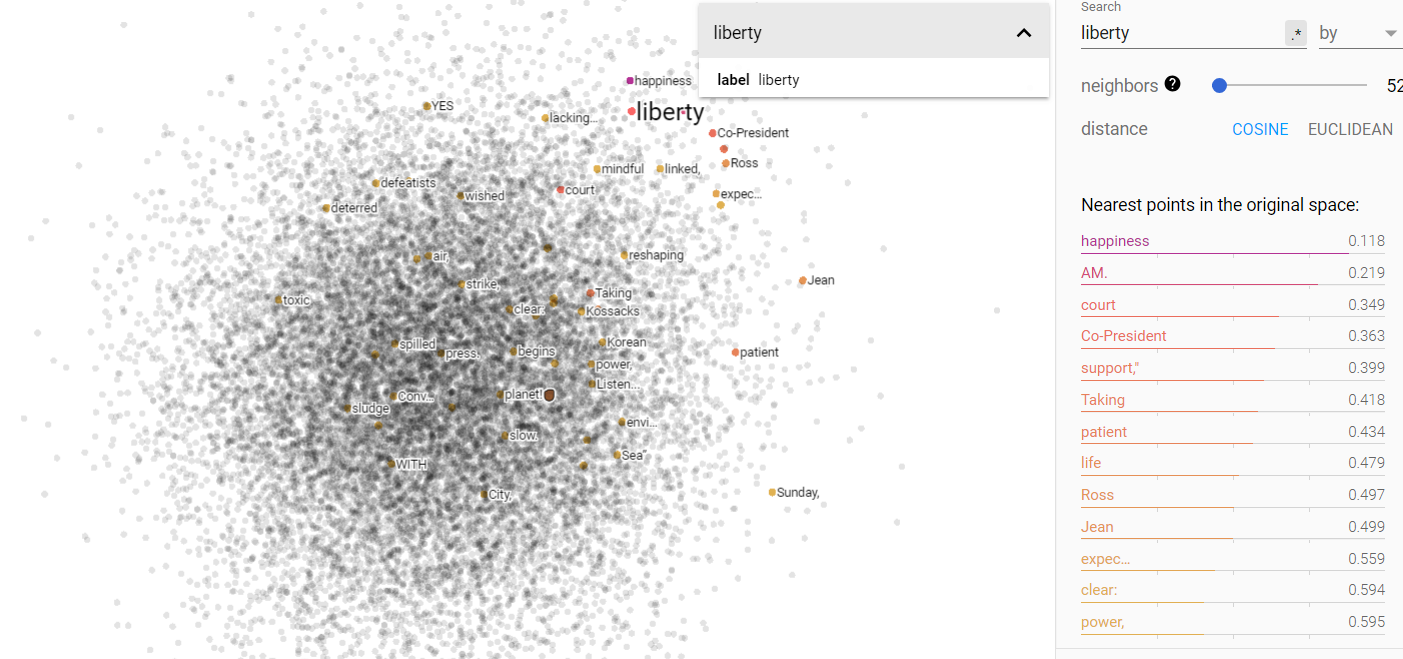 liberty
label liberty
happiness
liberty
YES
lacking...
Co-President
Ross
mindful
linked,
defeatists
wished
court
expec...
deterred
air,
reshaping
strike,
Jean
toxic
Taking
clear:
Kossacks
spilled
press.
begins
Korean
patient
power,
Listen...
Conv...
planet!
sludge
envi...
slow.
Sea"
WITH
City,
Sunday,
Search
liberty .* by
neighbors ? 52
distance COSINE EUCLIDEAN
Nearest points in the original space:
happiness 0.118
AM. 0.219
court 0.349
Co-President 0.363
support," 0.399
Taking 0.418
patient 0.434
life 0.479
Ross 0.497
Jean 0.499
expec... 0.559
clear: 0.594
power, 0.595